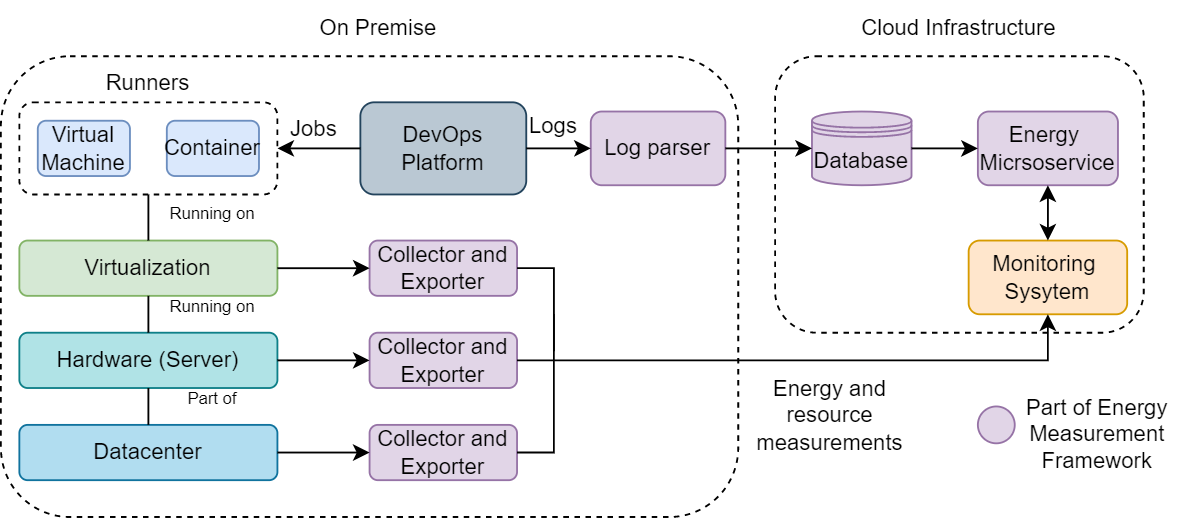 On Premise
Cloud Infrastructure
Runners
Virtual
Machine
Container
Jobs
DevOps
Platform
Logs
Log parser
Database
Energy
Micrsoservice
Running on
Virtualization
Collector and
Exporter
Monitoring
Sysytem
Running on
Hardware (Server)
Collector and
Exporter
Part of
Energy and
resource
measurements
Datacenter
Collector and
Exporter
Part of Energy
Measurement
Framework